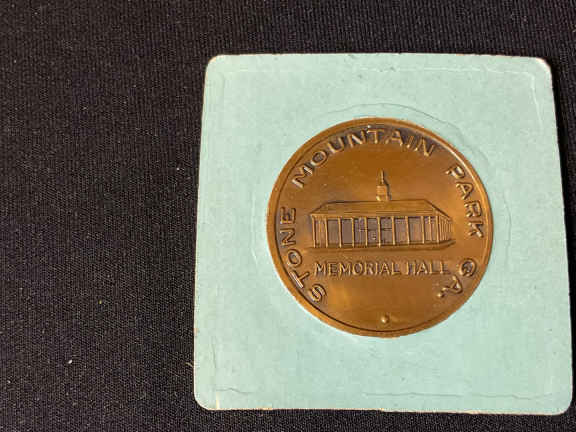 STONE MOUNTAIN PARK GA.
MEMORIAL HALL